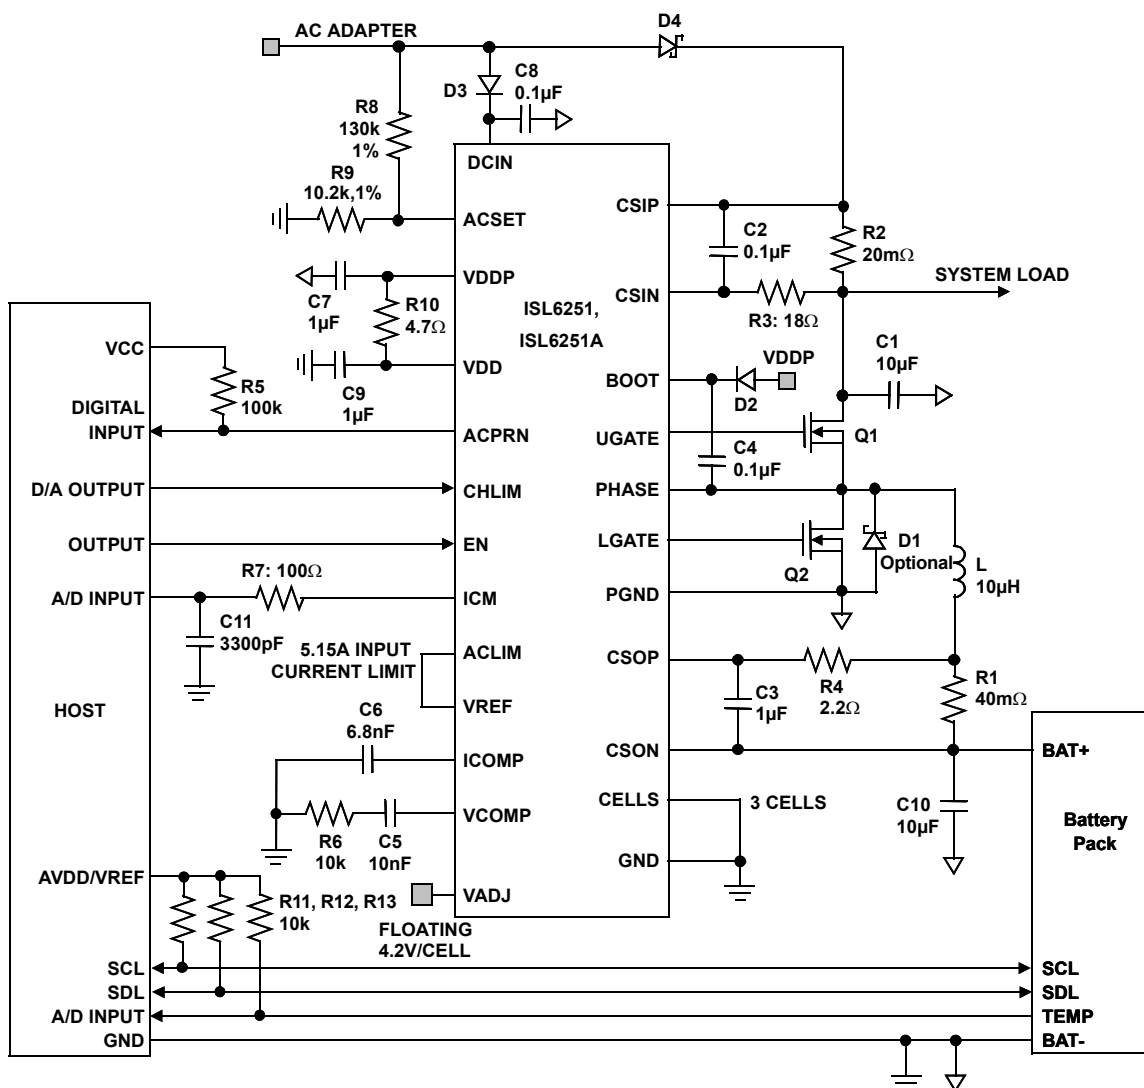 D4
AC ADAPTER
C8
0.1µF
D3
R8
130k
1%
R9
10.2k,1%
DCIN
ACSET
CSIP
C2
0.1µF
R2
20mΩ
VDDP
C7
1µF
R10
4.7Ω
ISL6251,
ISL6251A
CSIN
R3: 18Ω
SYSTEM LOAD
VCC
VDD
C9
1µF
R5
100k
BOOT
VDDP
D2
C1
10µF
DIGITAL
INPUT
ACPRN
UGATE
Q1
C4
0.1µF
D/A OUTPUT
CHLIM
PHASE
OUTPUT
EN
LGATE
Q2
D1
Optional
L
10µH
R7: 100Ω
A/D INPUT
ICM
PGND
C11
3300pF
5.15A INPUT
CURRENT LIMIT
ACLIM
CSOP
R4
2.2Ω
C3
1µF
R1
40mΩ
VREF
HOST
C6
6.8nF
ICOMP
CSON
BAT+
CELLS
3 CELLS
C10
10µF
VCOMP
R6
10k
C5
10nF
Battery
Pack
GND
AVDD/VREF
R11, R12, R13
10k
VADJ
FLOATING
4.2V/CELL
SCL
SCL
SDL
SDL
A/D INPUT
TEMP
GND
BAT-